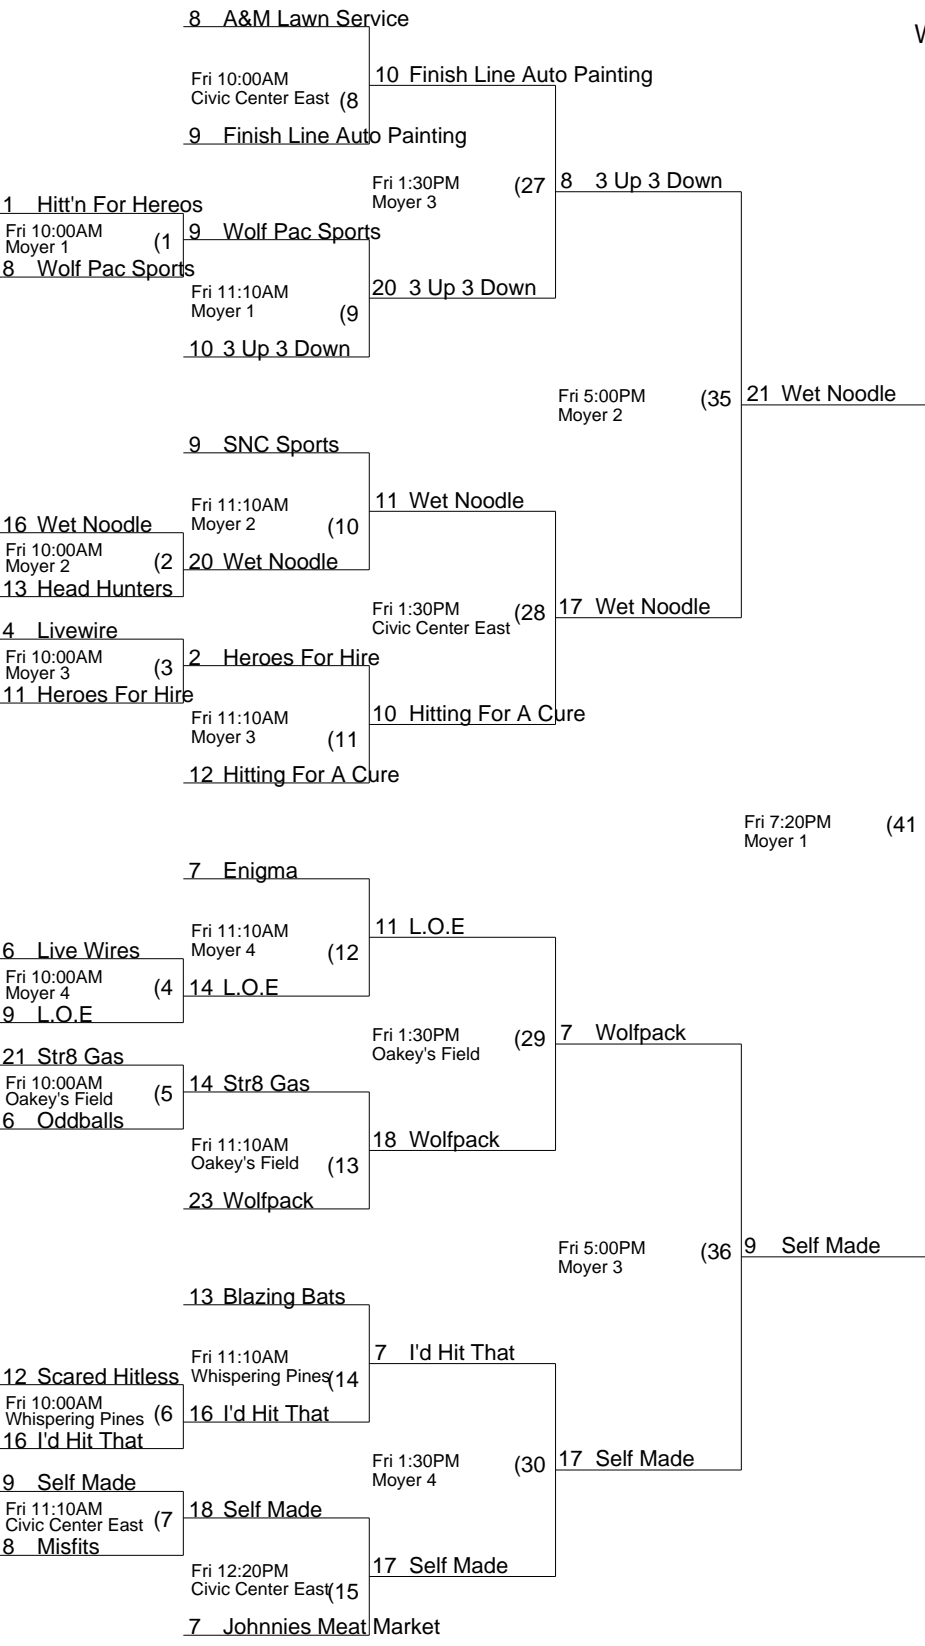 8 A&M Lawn Service
W
Fri 10:00AM
Civic Center East (8
10 Finish Line Auto Painting
9 Finish Line Auto Painting
Fri 1:30PM
Moyer 3 (27
8 3 Up 3 Down
1 Hitt'n For Hereos
Fri 10:00AM
Moyer 1 (1
9 Wolf Pac Sports
8 Wolf Pac Sports
Fri 11:10AM
Moyer 1 (9
20 3 Up 3 Down
10 3 Up 3 Down
Fri 5:00PM
Moyer 2 (35
21 Wet Noodle
9 SNC Sports
Fri 11:10AM
Moyer 2 (10
11 Wet Noodle
16 Wet Noodle
Fri 10:00AM
Moyer 2 (2
20 Wet Noodle
13 Head Hunters
Fri 1:30PM
Civic Center East (28
17 Wet Noodle
4 Livewire
Fri 10:00AM
Moyer 3 (3
2 Heroes For Hire
11 Heroes For Hire
Fri 11:10AM
Moyer 3 (11
10 Hitting For A Cure
12 Hitting For A Cure
Fri 7:20PM
Moyer 1 (41
7 Enigma
Fri 11:10AM
Moyer 4 (12
11 L.O.E
6 Live Wires
Fri 10:00AM
Moyer 4 (4
14 L.O.E
9 L.O.E
Fri 1:30PM
Oakey's Field (29
7 Wolfpack
21 Str8 Gas
Fri 10:00AM
Oakey's Field (5
14 Str8 Gas
6 Oddballs
Fri 11:10AM
Oakey's Field (13
18 Wolfpack
23 Wolfpack
Fri 5:00PM
Moyer 3 (36
9 Self Made
13 Blazing Bats
Fri 11:10AM
Whispering Pines (14
7 I'd Hit That
12 Scared Hitless
Fri 10:00AM
Whispering Pines (6
16 I'd Hit That
16 I'd Hit That
Fri 1:30PM
Moyer 4 (30
17 Self Made
9 Self Made
Fri 11:10AM
Civic Center East (7
18 Self Made
8 Misfits
Fri 12:20PM
Civic Center East (15
17 Self Made
7 Johnnies Meat Market